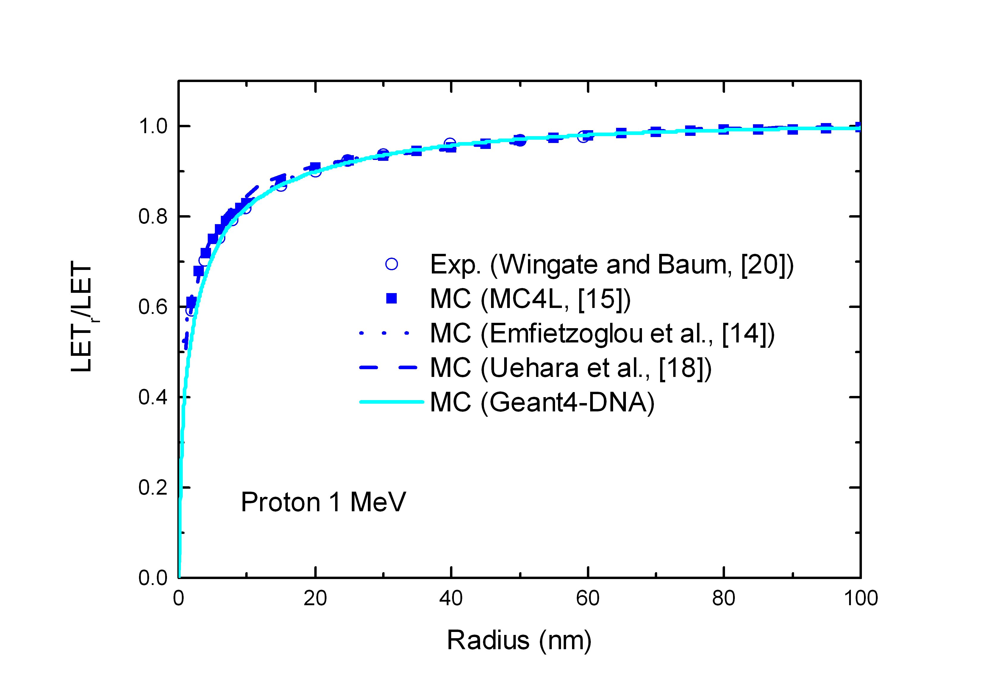 1.0
0.8
0.6
0.4
0.2
0.0
LETr/LET
Exp. (Wingate and Baum, [20])
MC (MC4L, [15])
MC (Emfietzoglou et al., [14])
MC (Uehara et al., [18])
MC (Geant4-DNA)
Proton 1 MeV
0 20 40 60 80 100
Radius (nm)